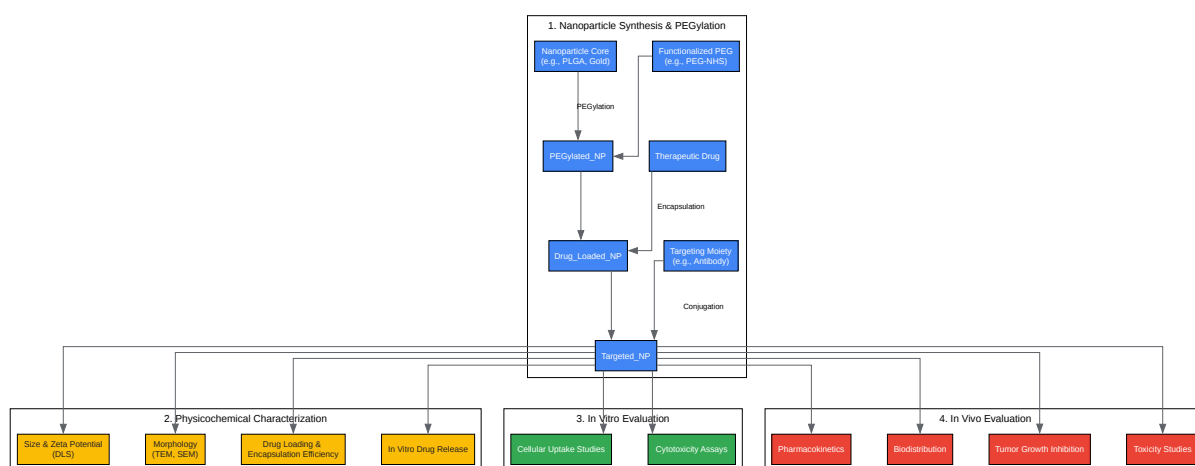 1. Nanoparticle Synthesis & PEGylation
Nanoparticle Core
(e.g., PLGA, Gold)
Functionalized PEG
(e.g., PEG-NHS)
PEGylation
PEGylated_NP
Therapeutic Drug
Encapsulation
Drug_Loaded_NP
Targeting Moiety
(e.g., Antibody)
Conjugation
Targeted_NP
2. Physicochemical Characterization
Size & Zeta Potential
(DLS)
Morphology
(TEM, SEM)
Drug Loading &
Encapsulation Efficiency
In Vitro Drug Release
3. In Vitro Evaluation
Cellular Uptake Studies
Cytotoxicity Assays
4. In Vivo Evaluation
Pharmacokinetics
Biodistribution
Tumor Growth Inhibition
Toxicity Studies